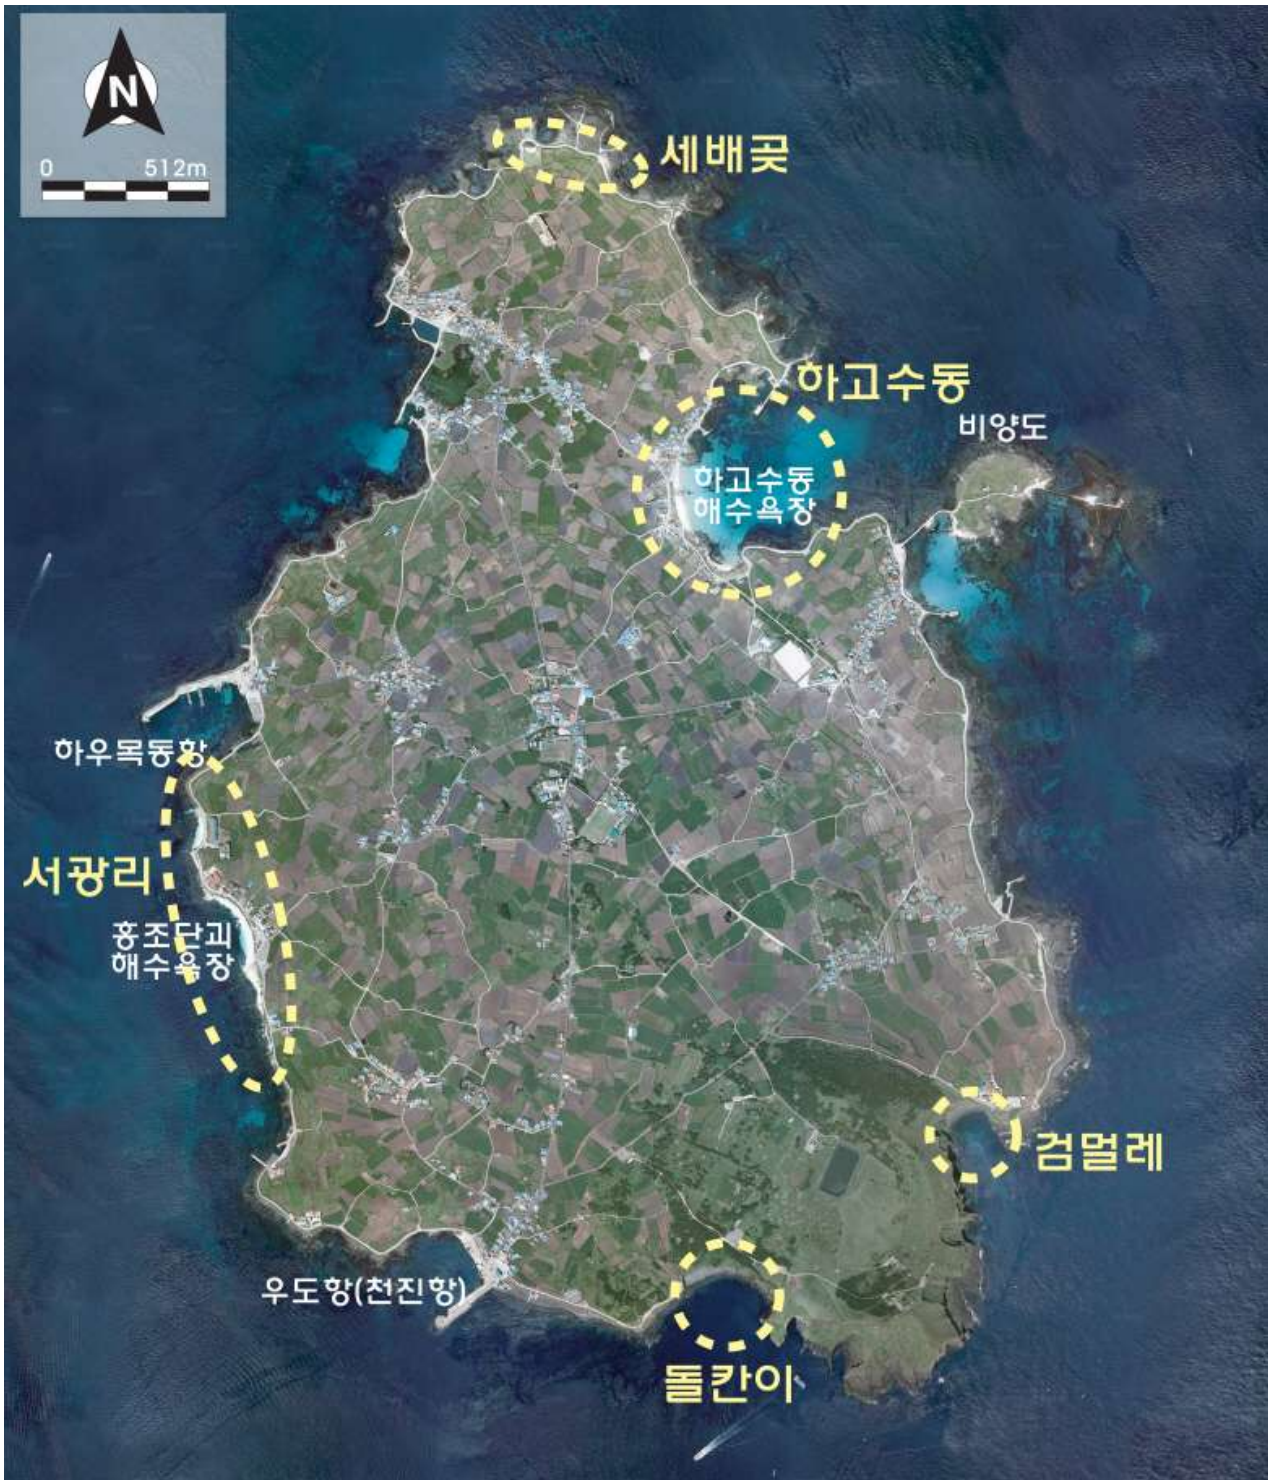 N
0 512m
세배곶
하고수동
비양도
하고수동
해수욕장
하우목동항
서광리
홍조단괴
해수욕장
검멀레
우도항(천진항)
돌칸이